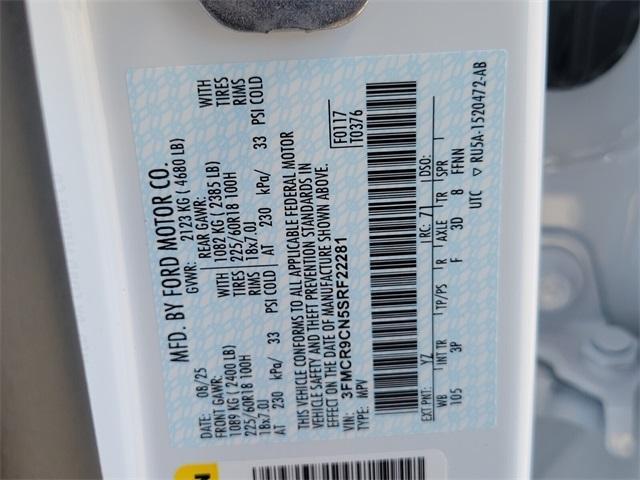 MFD. BY FORD MOTOR CO.
DATE: 08/25 GVWR: 2123 KG ( 4680 LB)
FRONT GAWR: REAR GAWR:
1089 KG ( 2400 LB) 1082 KG ( 2385 LB) WITH
225/60R18 100H WITH 225/60R18 100H TIRES
18x7.0J TIRES 18x7.0J RIMS
AT 230 kPa/ 33 PSI COLD RIMS AT 230 kPa/ 33 PSI COLD
THIS VEHICLE CONFORMS TO ALL APPLICABLE FEDERAL MOTOR
VEHICLE SAFETY AND THEFT PREVENTION STANDARDS IN
EFFECT ON THE DATE OF MANUFACTURE SHOWN ABOVE.
VIN: 3FMCR9CN5SRF22281
TYPE: MPV
F0117
T0376
EXT PNT: YZ RC: 71 DSO:
WB INT TR TP/PS R AXLE TR SPR
105 3P F 3D 8 FFNN
UTC ▽ RU5A-1520472-AB
N